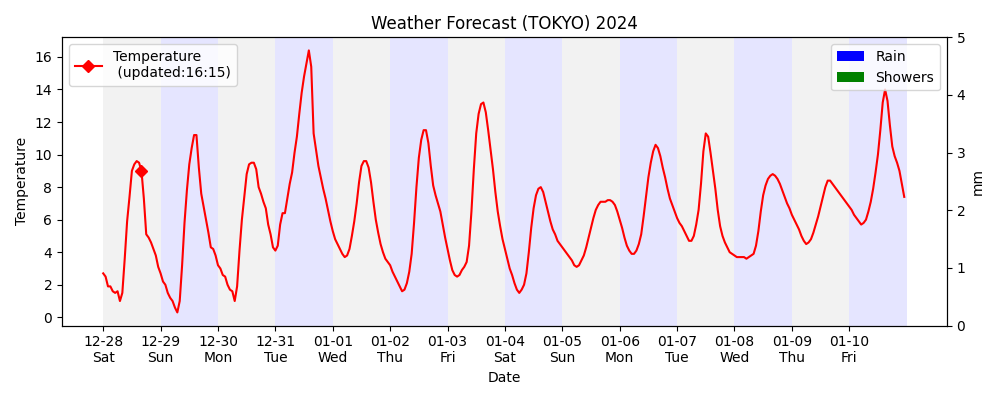 Weather Forecast (TOKYO) 2024
Temperature
(updated:16:15)
Rain
Showers
Temperature
16
14
12
10
8
6
4
2
0
5
4
3
2
1
0
mm
12-28 12-29 12-30 12-31 01-01 01-02 01-03 01-04 01-05 01-06 01-07 01-08 01-09 01-10
Sat Sun Mon Tue Wed Thu Fri Sat Sun Mon Tue Wed Thu Fri
Date